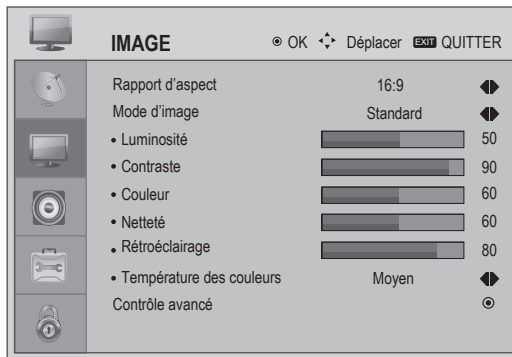 IMAGE OK Déplacer EXIT QUITTER
Rapport d'aspect 16:9
Mode d'image Standard
• Luminosité 50
• Contraste 90
• Couleur 60
• Netteté 60
• Rétroéclairage 80
• Température des couleurs Moyen
Contrôle avancé